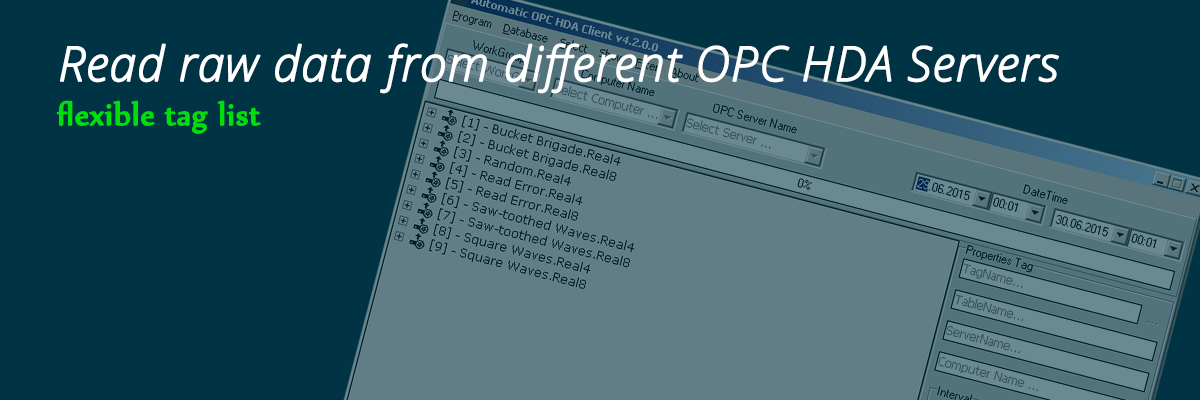 Automatic OPC HDA Client v4.2.0.0
Program Database Select About
Read raw data from different OPC HDA Servers
flexible tag list
Computer Name
OPC Server Name
Select Computer ...
Select Server ...
0%
DateTime
.06.2015 00:01 30.06.2015 00:01
[1] - Bucket Brigade.Real4
[2] - Bucket Brigade.Real8
[3] - Random.Real4
[4] - Read Error.Real4
[5] - Read Error.Real8
[6] - Saw-toothed Waves.Real4
[7] - Saw-toothed Waves.Real8
[8] - Square Waves.Real4
[9] - Square Waves.Real8
Properties Tag
TagName...
...
TableName...
ServerName...
Computer Name ...
Interval